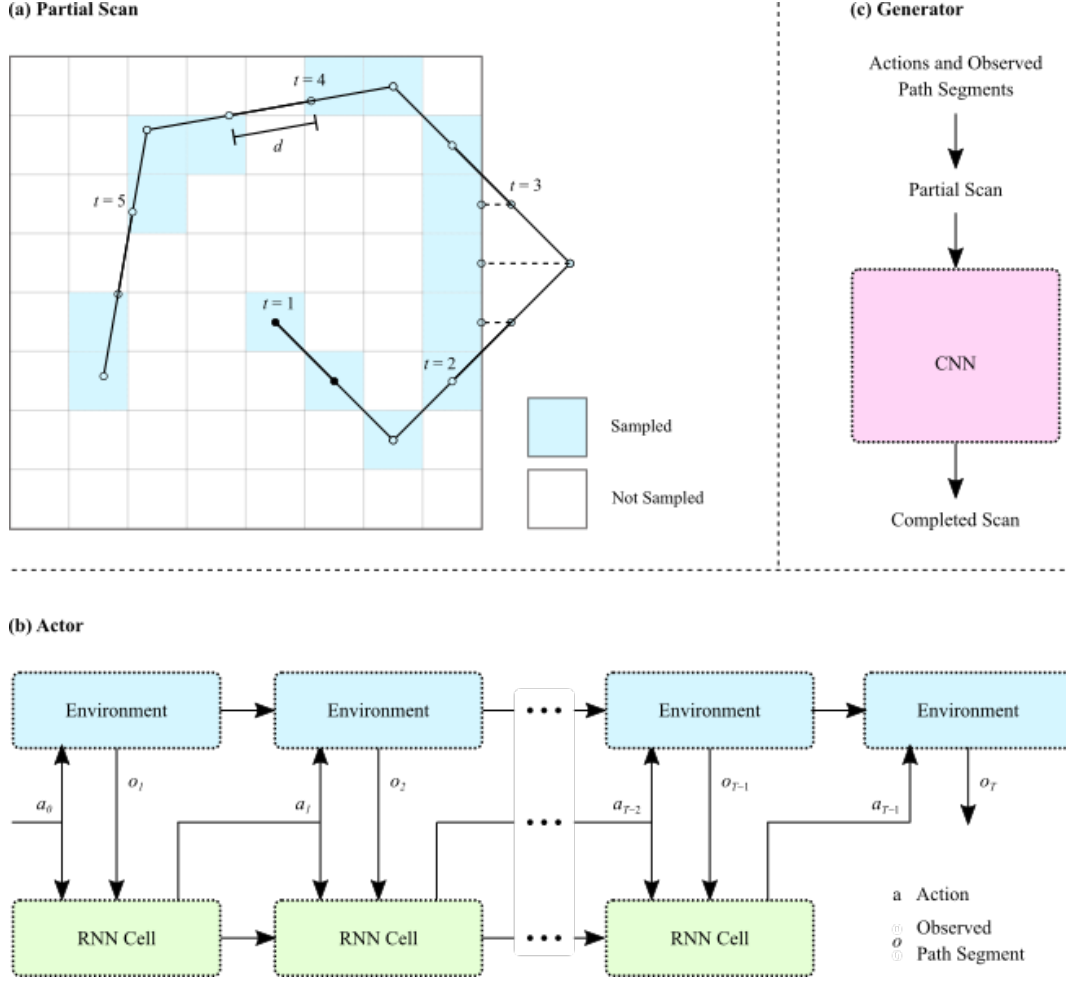 (a) Partial Scan
t = 4
d
t = 3
t = 5
t = 1
t = 2
Sampled
Not Sampled
(c) Generator
Actions and Observed
Path Segments
Partial Scan
CNN
Completed Scan
(b) Actor
Environment
Environment
• • •
Environment
Environment
a0
o1
a1
o2
• • •
aT−2
oT−1
aT−1
oT
RNN Cell
RNN Cell
• • •
RNN Cell
a Action
o Observed
Path Segment